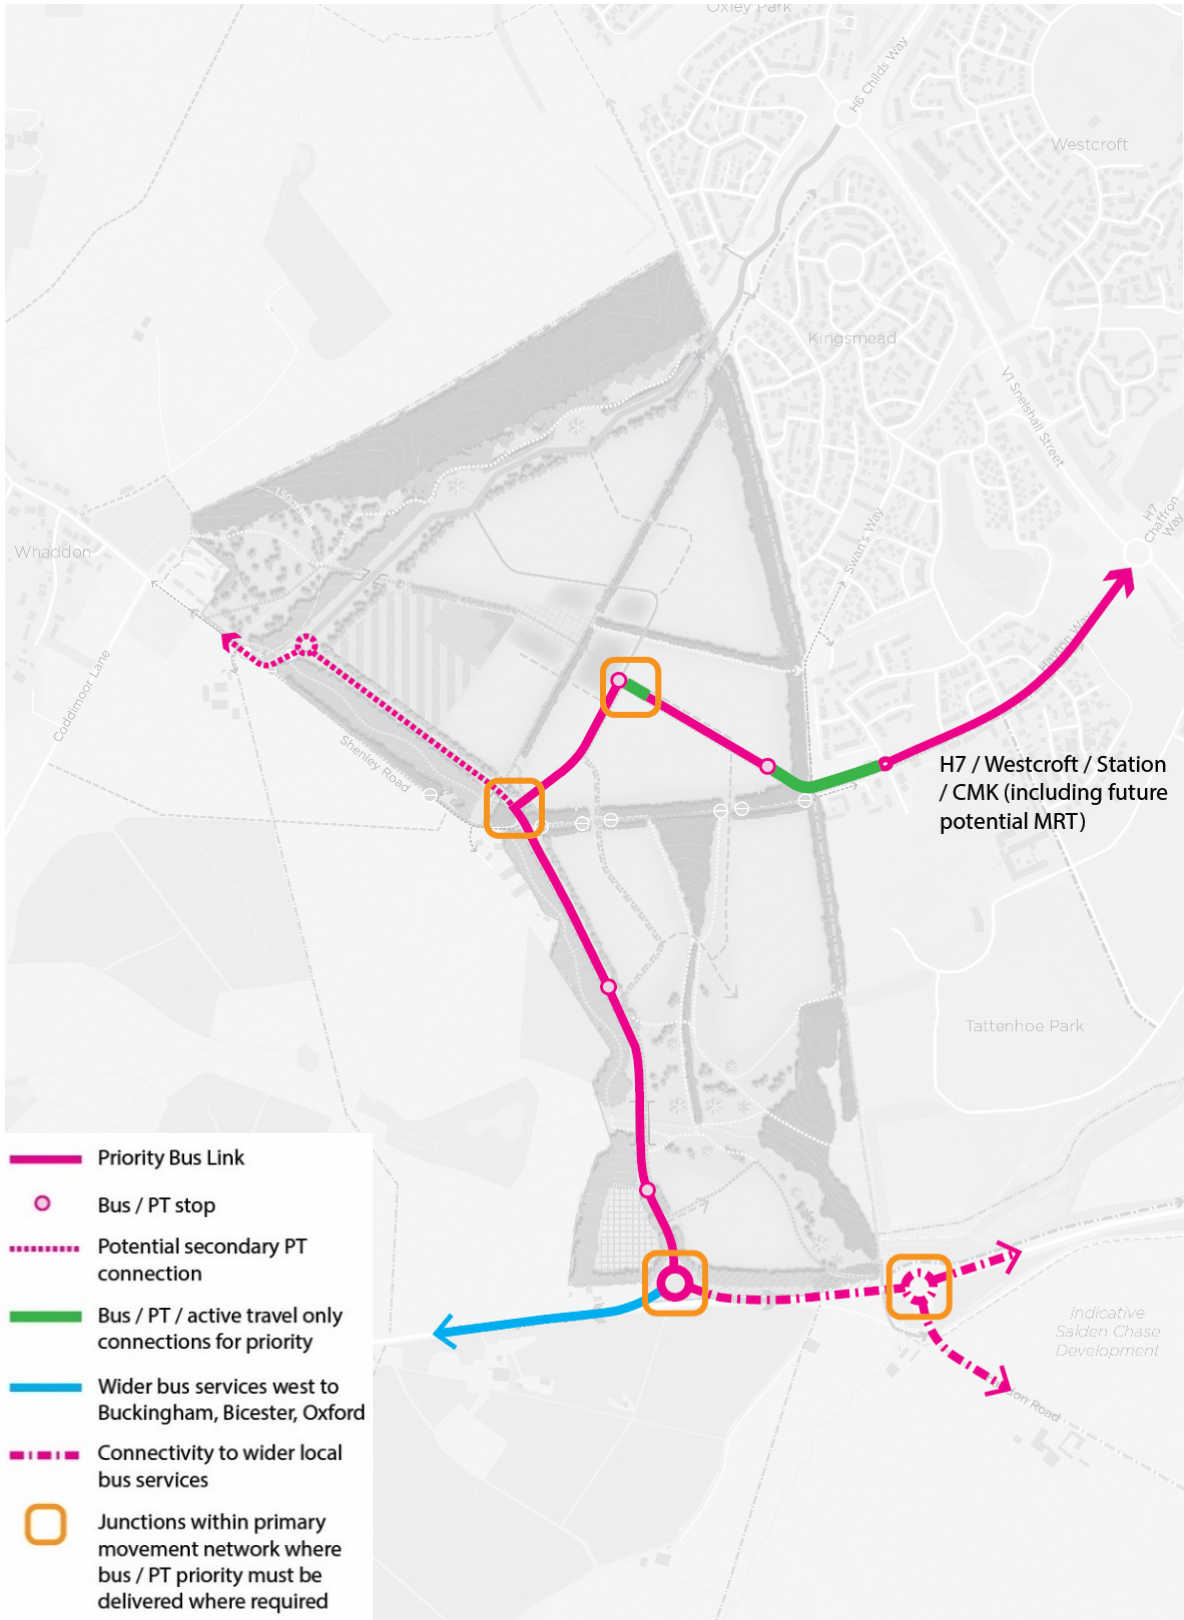 Oxley Park
H6 Childs Way
Westcroft
Kingsmead
V1 Snelshall Street
H7
Chaffron
Way
Whaddon
Swan's Way
Hayton Way
Coddimoor Lane
Shenley Road
H7 / Westcroft / Station
/ CMK (including future
potential MRT)
Tattenhoe Park
Priority Bus Link
Bus / PT stop
Potential secondary PT
connection
Bus / PT / active travel only
connections for priority
Wider bus services west to
Buckingham, Bicester, Oxford
Connectivity to wider local
bus services
Junctions within primary
movement network where
bus / PT priority must be
delivered where required
Indicative
Salden Chase
Development
Road